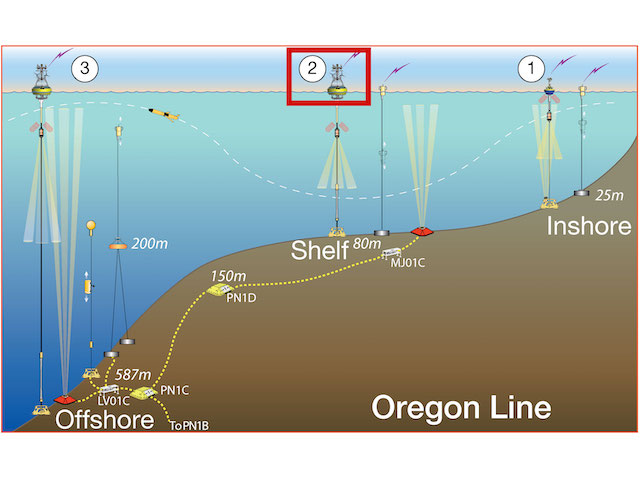 3
2
1
25m
Inshore
200m
Shelf 80m
MJ01C
150m
PN1D
587m
PN1C
LV01C
Offshore
ToPN1B
Oregon Line